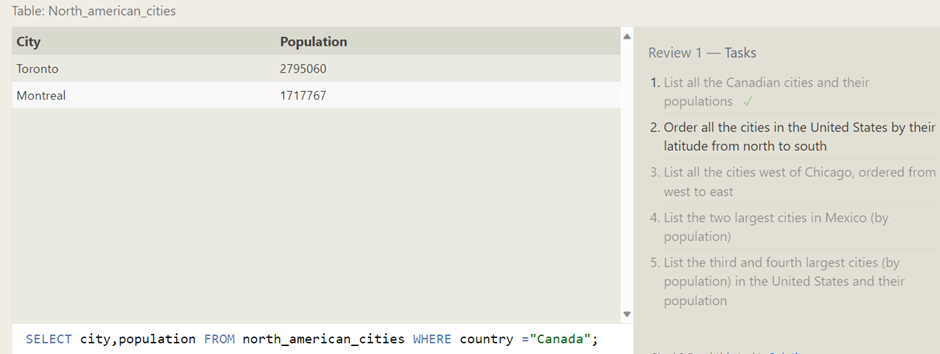 Table: North_american_cities
City Population
Toronto 2795060
Montreal 1717767
Review 1 — Tasks
1. List all the Canadian cities and their
populations ✓
2. Order all the cities in the United States by their
latitude from north to south
3. List all the cities west of Chicago, ordered from
west to east
4. List the two largest cities in Mexico (by
population)
5. List the third and fourth largest cities (by
population) in the United States and their
population
SELECT city,population FROM north_american_cities WHERE country ="Canada";